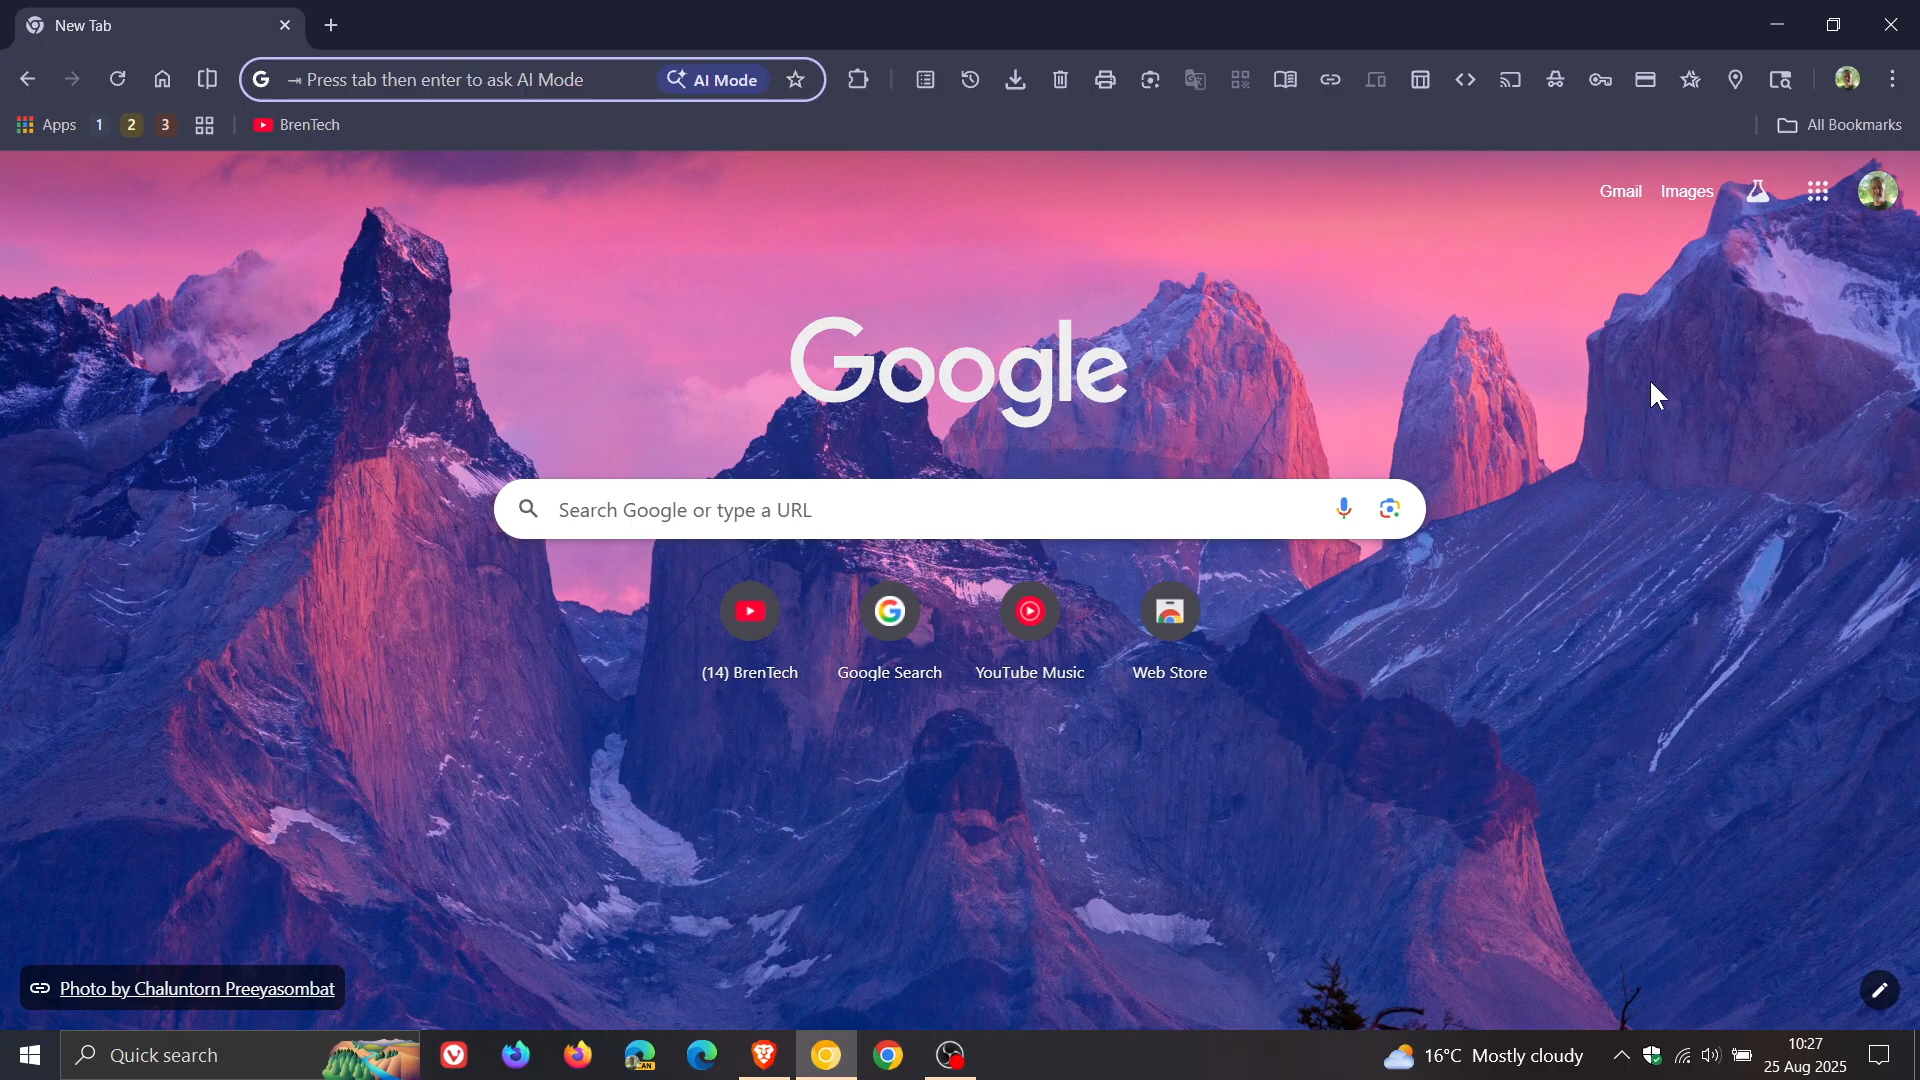 New Tab
Press tab then enter to ask AI Mode
AI Mode
Apps
1
2
3
BrenTech
All Bookmarks
Gmail
Images
Google
Search Google or type a URL
(14) BrenTech
Google Search
YouTube Music
Web Store
Photo by Chaluntorn Preeyasombat
Quick search
CAN
16°C Mostly cloudy
10:27
25 Aug 2025